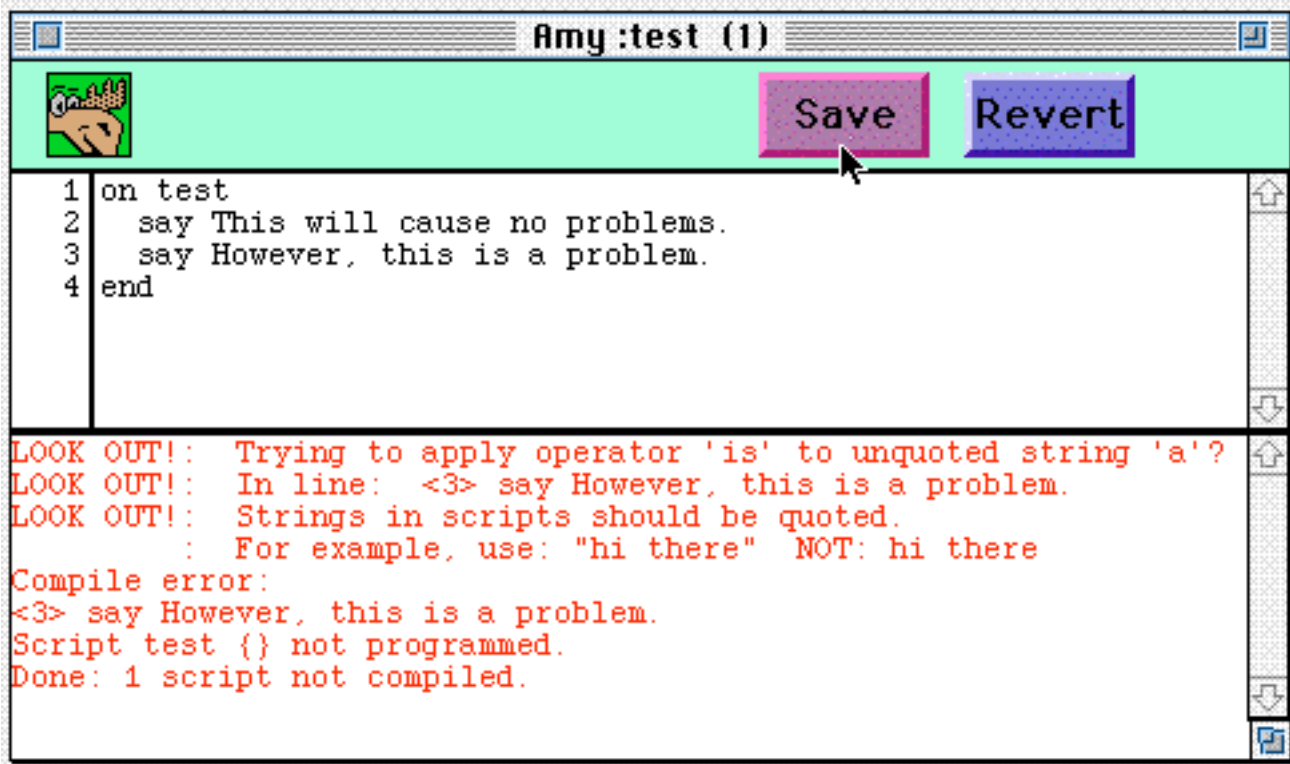 Amy :test (1)
Save Revert
1 on test
2 say This will cause no problems.
3 say However, this is a problem.
4 end
LOOK OUT!: Trying to apply operator 'is' to unquoted string 'a'?
LOOK OUT!: In line: <3> say However, this is a problem.
LOOK OUT!: Strings in scripts should be quoted.
: For example, use: "hi there" NOT: hi there
Compile error:
<3> say However, this is a problem.
Script test {} not programmed.
Done: 1 script not compiled.